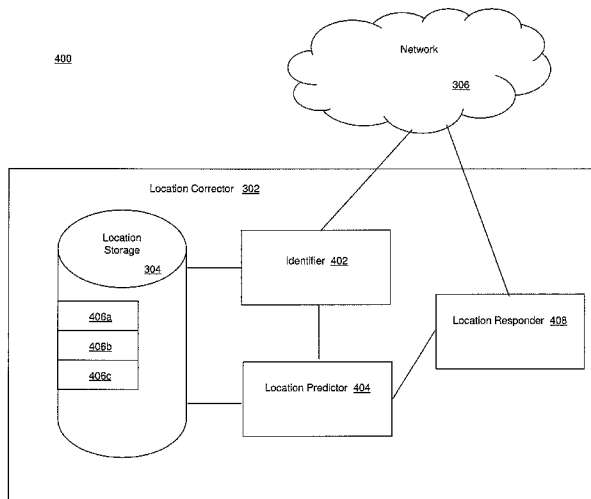 400
Network
306
Location Corrector 302
Location
Storage
304
Identifier 402
406a
406b
406c
Location Responder 408
Location Predictor 404